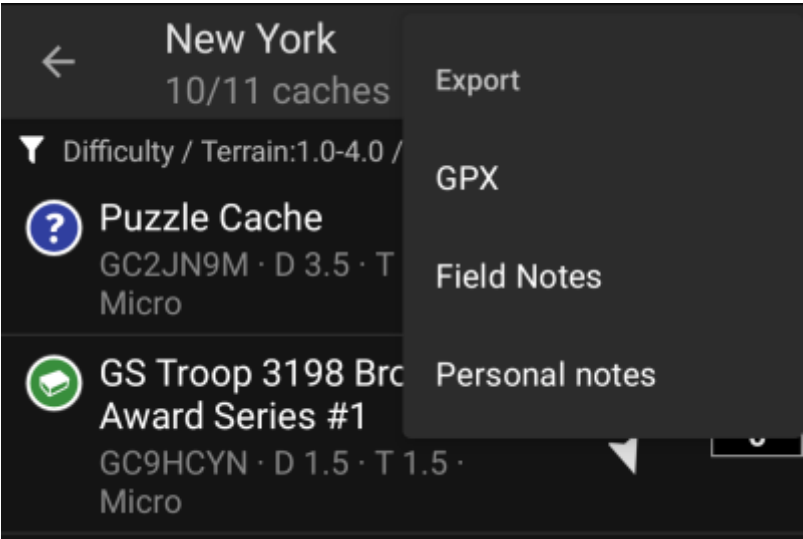 New York
10/11 caches
Difficulty / Terrain:1.0-4.0 /
Puzzle Cache
GC2JN9M · D 3.5 · T
Micro
GS Troop 3198 Bro
Award Series #1
GC9HCYN · D 1.5 · T 1.5 ·
Micro
Export
GPX
Field Notes
Personal notes